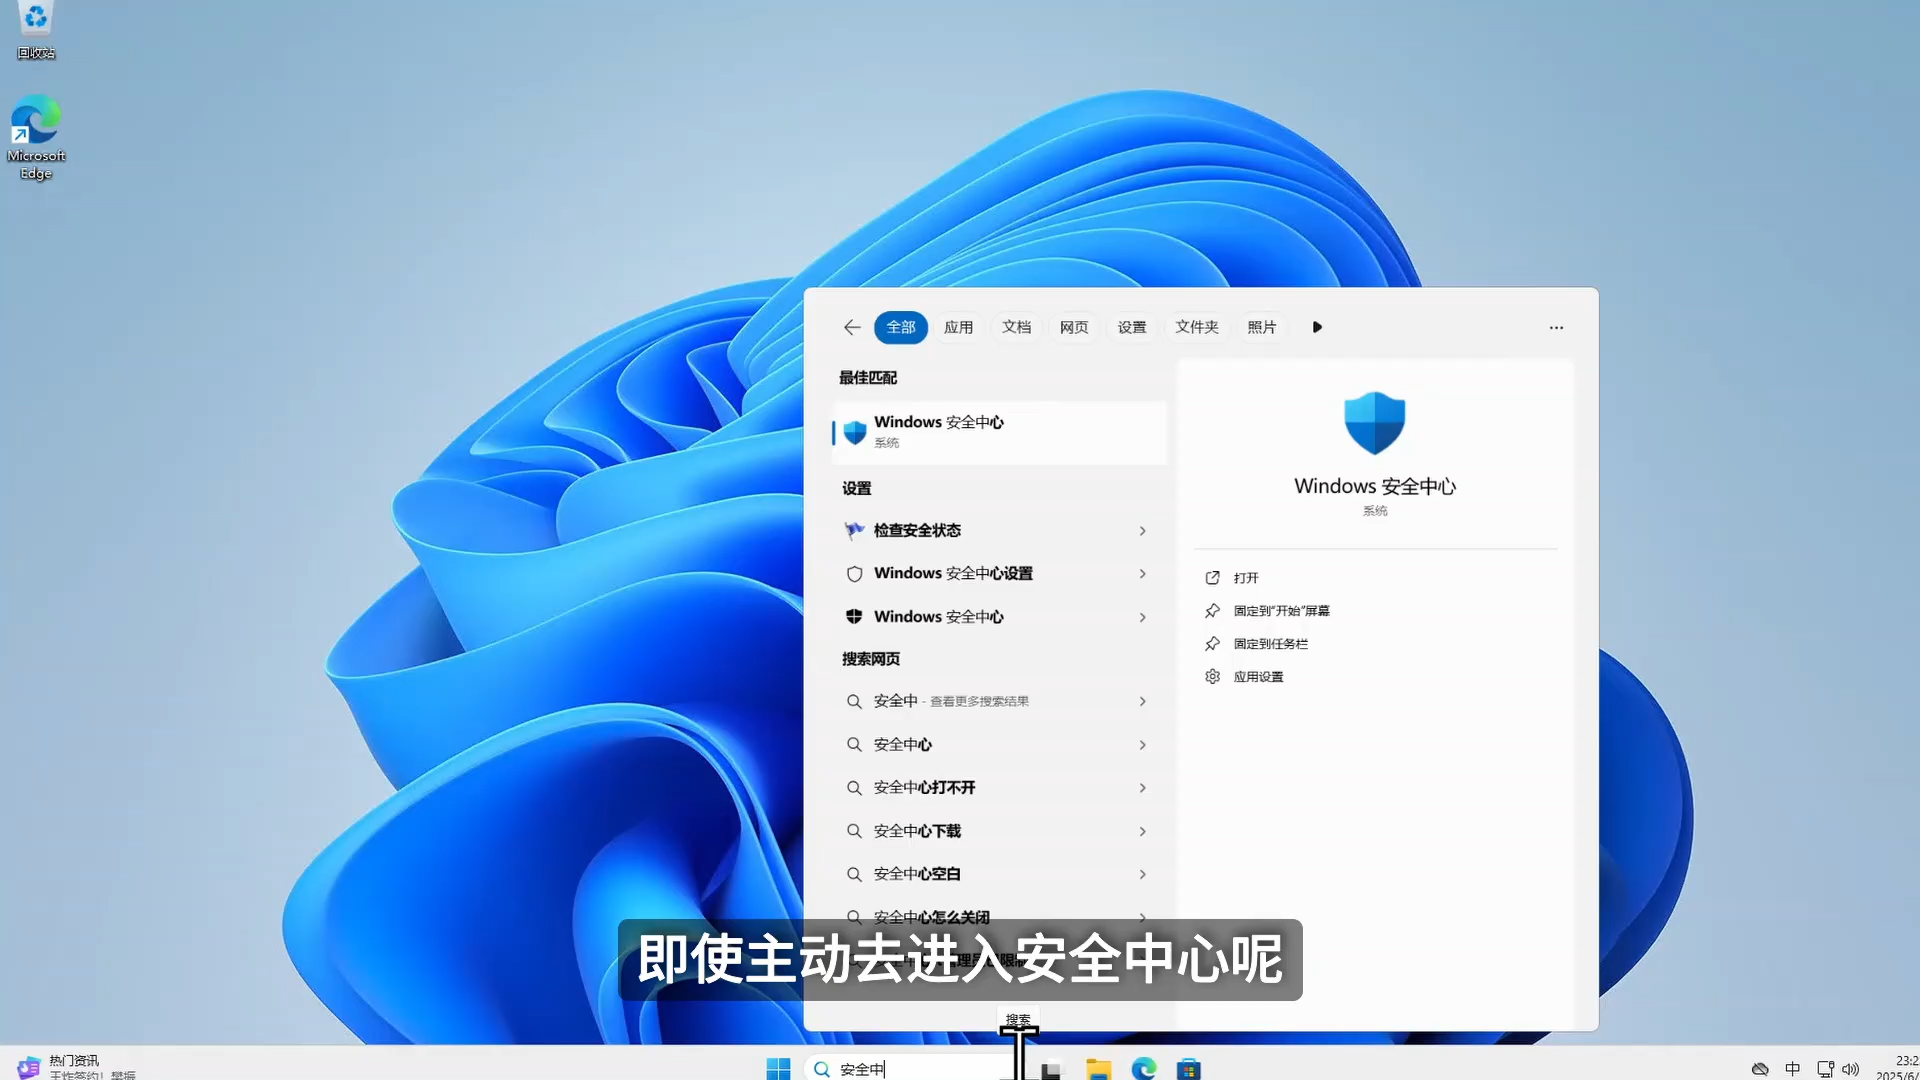 回收站
Microsoft
Edge
全部
应用
文档
网页
设置
文件夹
照片
最佳匹配
Windows 安全中心
系统
设置
检查安全状态
Windows 安全中心设置
Windows 安全中心
搜索网页
安全中 - 查看更多搜索结果
安全中心
安全中心打不开
安全中心下载
安全中心空白
安全中心怎么关闭
Windows 安全中心
系统
打开
固定到"开始"屏幕
固定到任务栏
应用设置
即使主动去进入安全中心呢
搜索
热门资讯
安全中
中
23:2
2025/6/